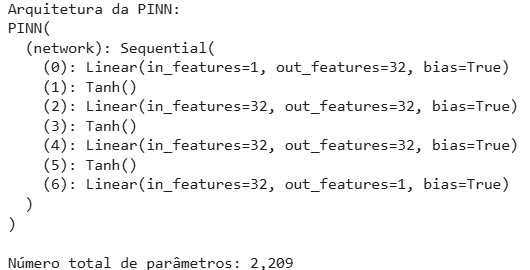 Arquitetura da PINN:
PINN(
  (network): Sequential(
    (0): Linear(in_features=1, out_features=32, bias=True)
    (1): Tanh()
    (2): Linear(in_features=32, out_features=32, bias=True)
    (3): Tanh()
    (4): Linear(in_features=32, out_features=32, bias=True)
    (5): Tanh()
    (6): Linear(in_features=32, out_features=1, bias=True)
  )
)

Número total de parâmetros: 2,209